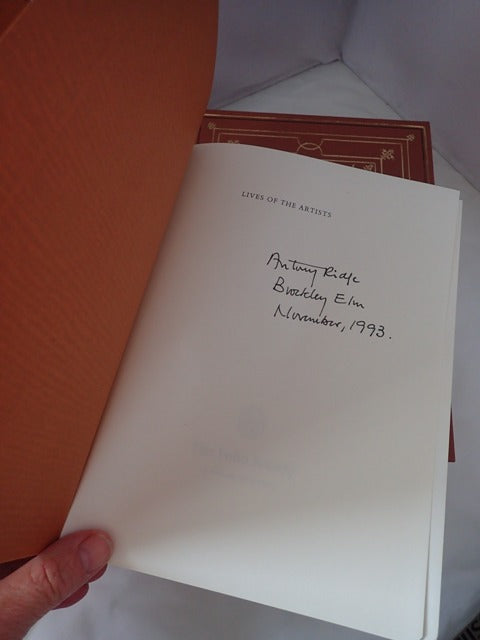 LIVES OF THE ARTISTS
Antony Ridge
Brockley Elm
November, 1993.